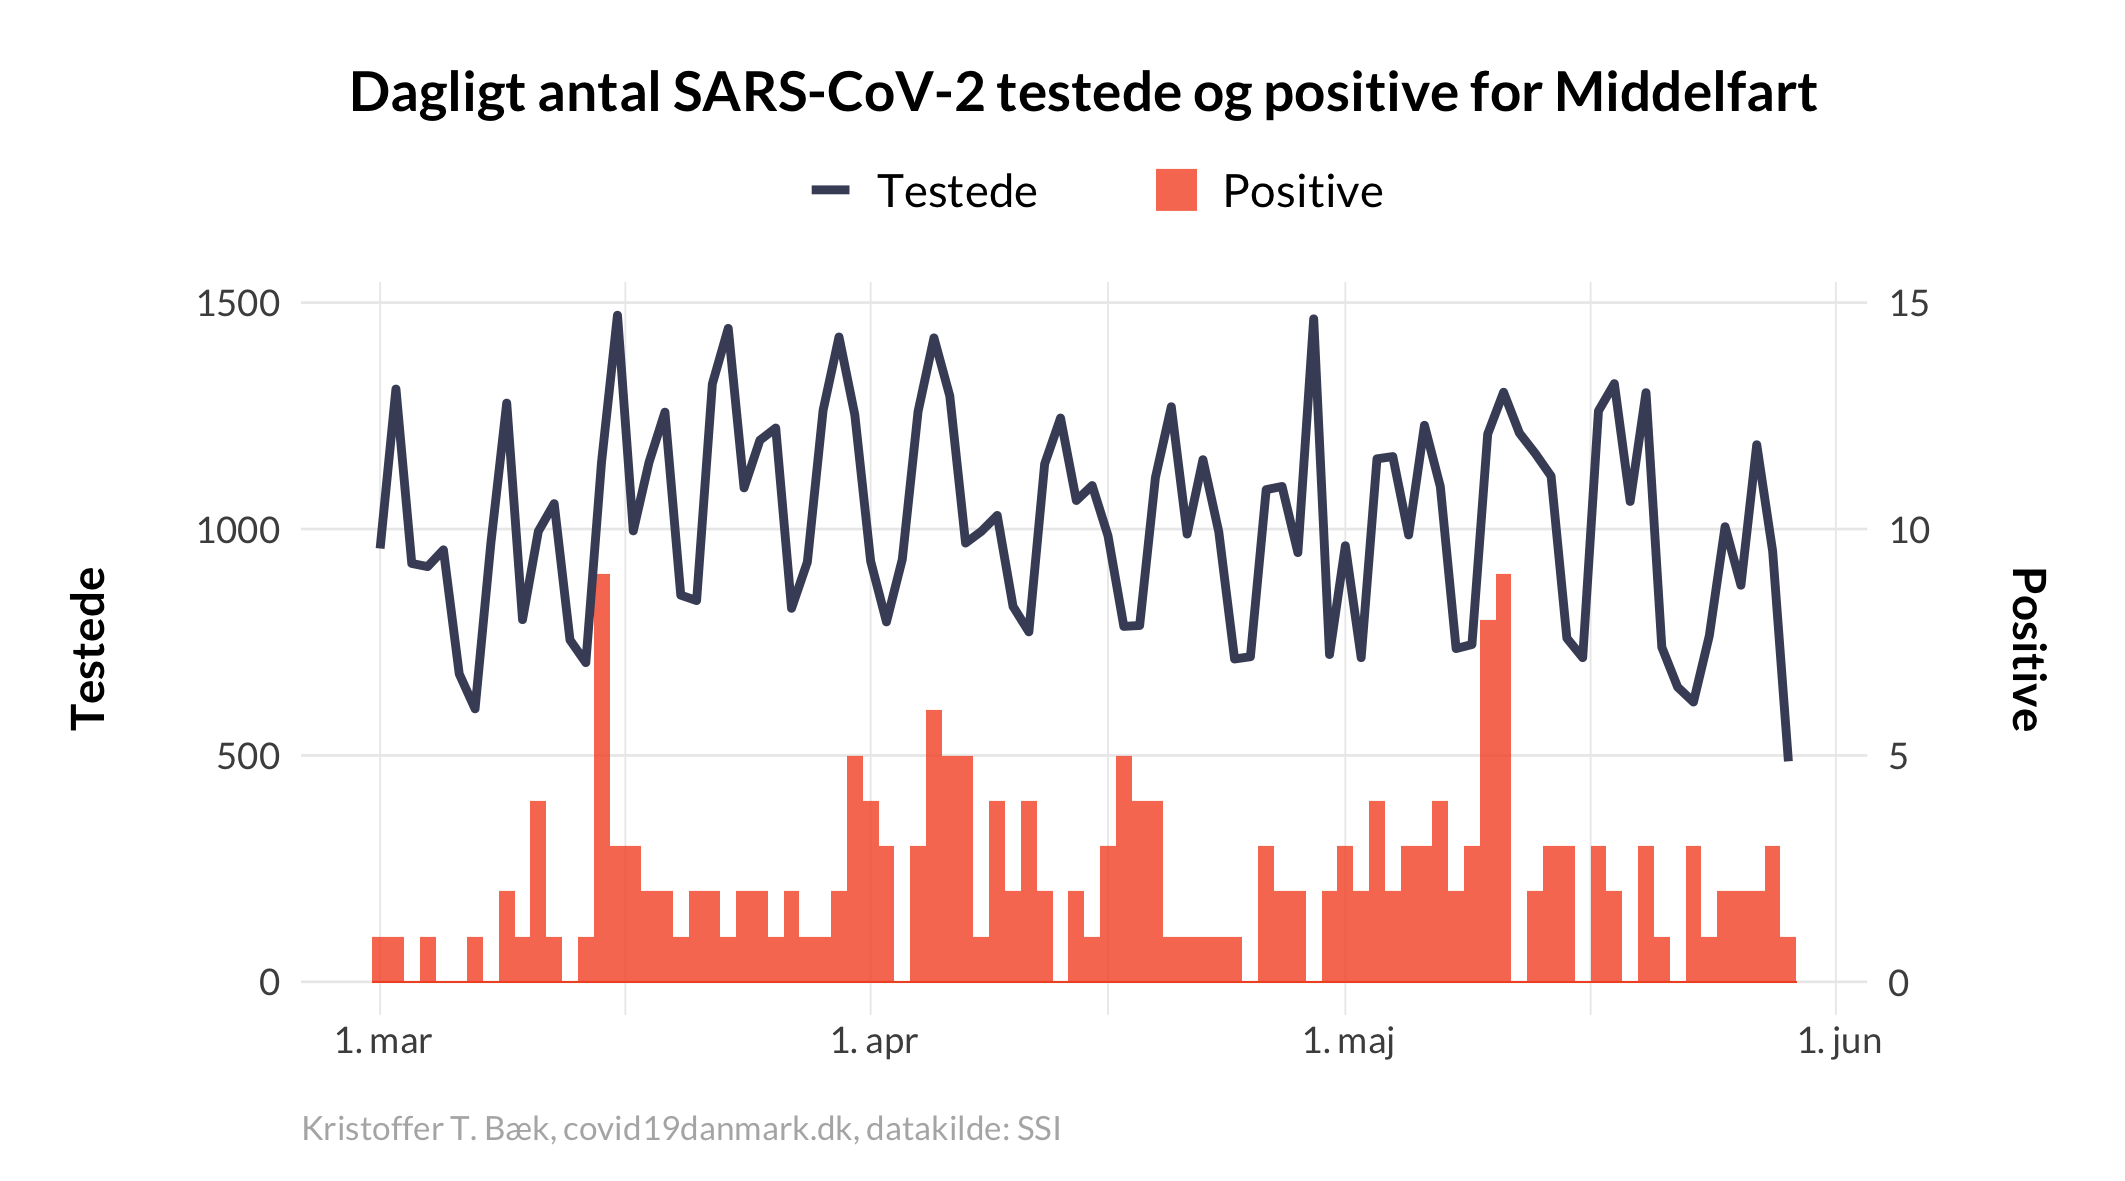 Dagligt antal SARS-CoV-2 testede og positive for Middelfart
Testede
Positive
1500
1000
500
0
15
10
5
0
Testede
Positive
1. mar
1. apr
1. maj
1. jun
Kristoffer T. Bæk, covid19danmark.dk, datakilde: SSI